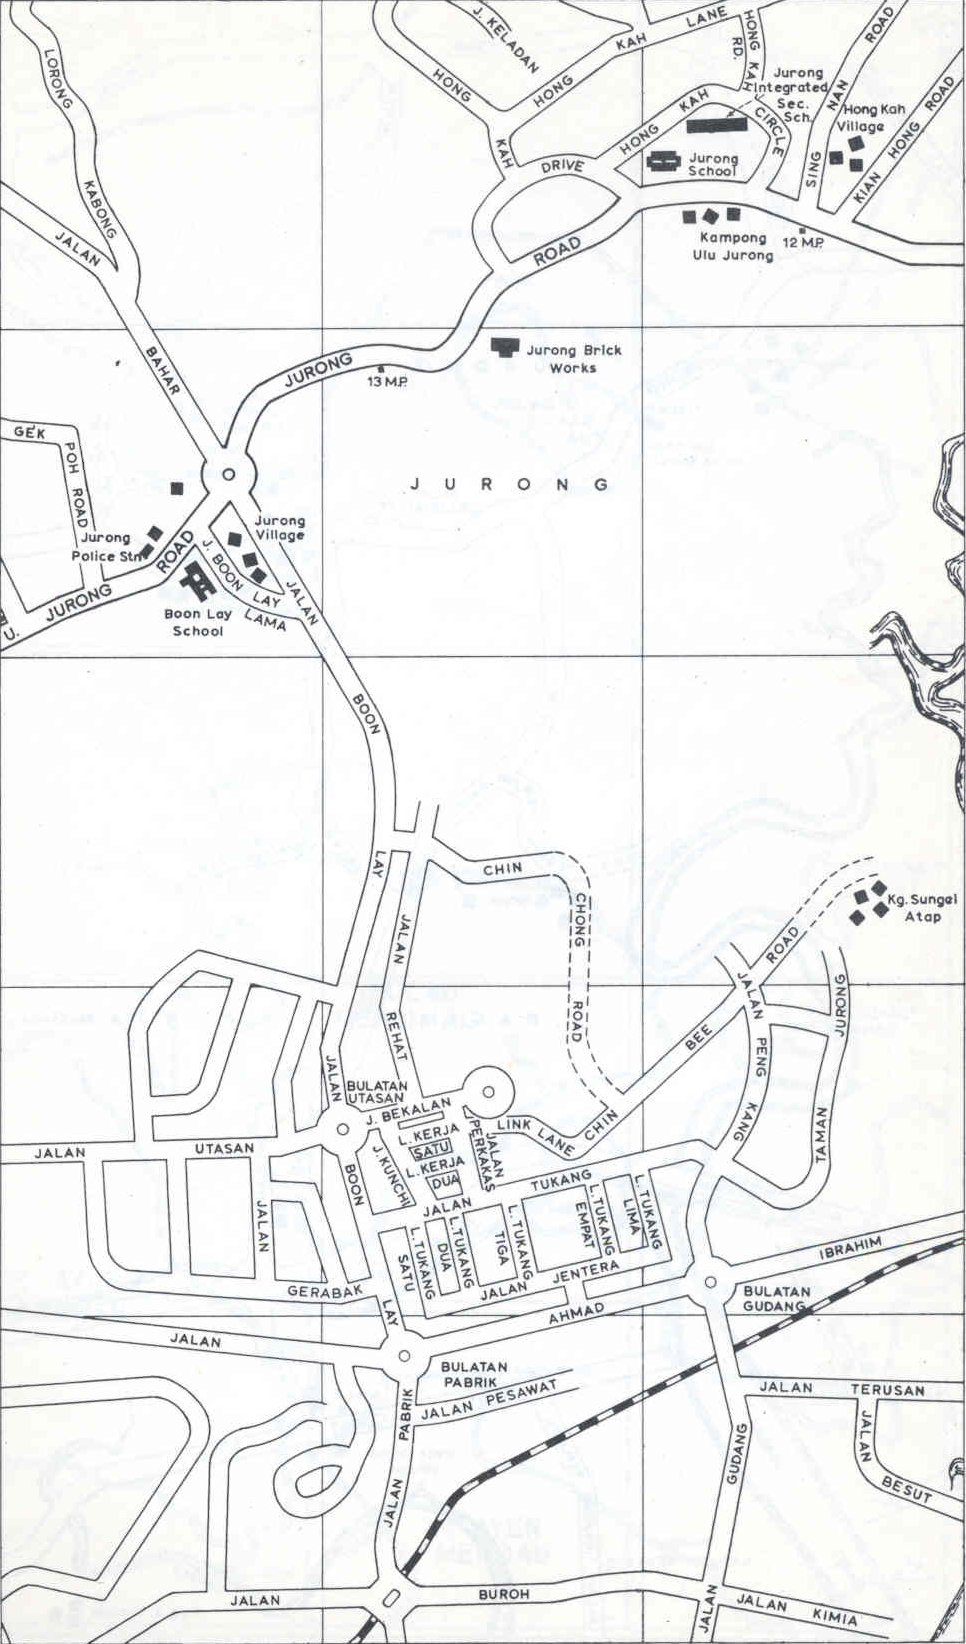 LORONG
KABONG
JALAN
BAHAR
J. KELADAN
HONG
KAH
HONG
KAH
LANE
HONG KAH
RD.
Jurong
Integrated
Sec.
Sch.
HONG
KAH
CIRCLE
DRIVE
Jurong
School
SING
NAN
ROAD
Hong Kah
Village
KIAN
HONG
ROAD
Kampong
Ulu Jurong
12 M.P.
ROAD
JURONG
13 M.P.
Jurong Brick
Works
GEK
POH
ROAD
JURONG
Jurong
Police Stn
Jurong
Village
JURONG
ROAD
U.
J. BOON
LAY
LAMA
Boon Lay
School
JALAN
BOON
LAY
CHIN
CHONG
ROAD
JALAN
REHAT
Kg. Sungei
Atap
ROAD
BEE
CHIN
JALAN
PENG
KANG
JURONG
TAMAN
JALAN
BULATAN
UTASAN
J. BEKALAN
LINK
LANE
L. KERJA
SATU
L. KERJA
DUA
JALAN
PERKAKAS
J. KUNCHI
JALAN
UTASAN
BOON
JALAN
TUKANG
L. TUKANG
SATU
L. TUKANG
DUA
L. TUKANG
TIGA
L. TUKANG
EMPAT
L. TUKANG
LIMA
JALAN
GERABAK
JALAN
JENTERA
LAY
AHMAD
IBRAHIM
BULATAN
GUDANG
JALAN
BULATAN
PABRIK
JALAN PESAWAT
JALAN
TERUSAN
JALAN
BESUT
PABRIK
JALAN
GUDANG
JALAN
JALAN
BUROH
JALAN
KIMIA